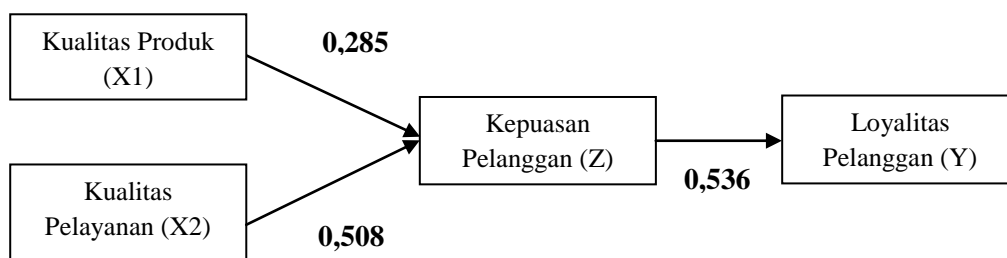 Kualitas Produk
(X1)
0,285
Kepuasan
Pelanggan (Z)
Loyalitas
Pelanggan (Y)
0,536
Kualitas
Pelayanan (X2)
0,508